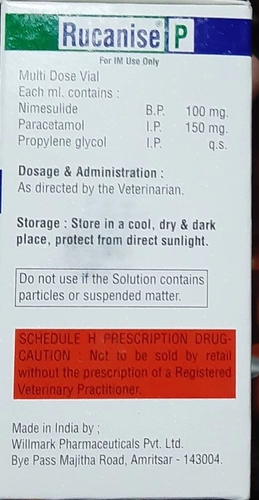 Rucanise P
For IM Use Only
Multi Dose Vial
Each ml. contains :
Nimesulide B.P. 100 mg.
Paracetamol I.P. 150 mg.
Propylene glycol I.P. q.s.
Dosage & Administration :
As directed by the Veterinarian.
Storage : Store in a cool, dry & dark
place, protect from direct sunlight.
Do not use if the Solution contains
particles or suspended matter.
SCHEDULE H PRESCRIPTION DRUG-
CAUTION : Not to be sold by retail
without the prescription of a Registered
Veterinary Practitioner.
Made in India by ;
Willmark Pharmaceuticals Pvt. Ltd.
Bye Pass Majitha Road, Amritsar - 143004.